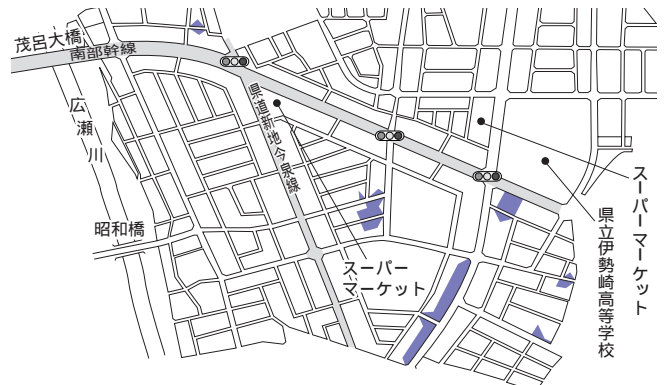 茂呂大橋
南部幹線
広瀬川
県道新地今泉線
昭和橋
スーパー
マーケット
スーパーマーケット
県立伊勢崎高等学校